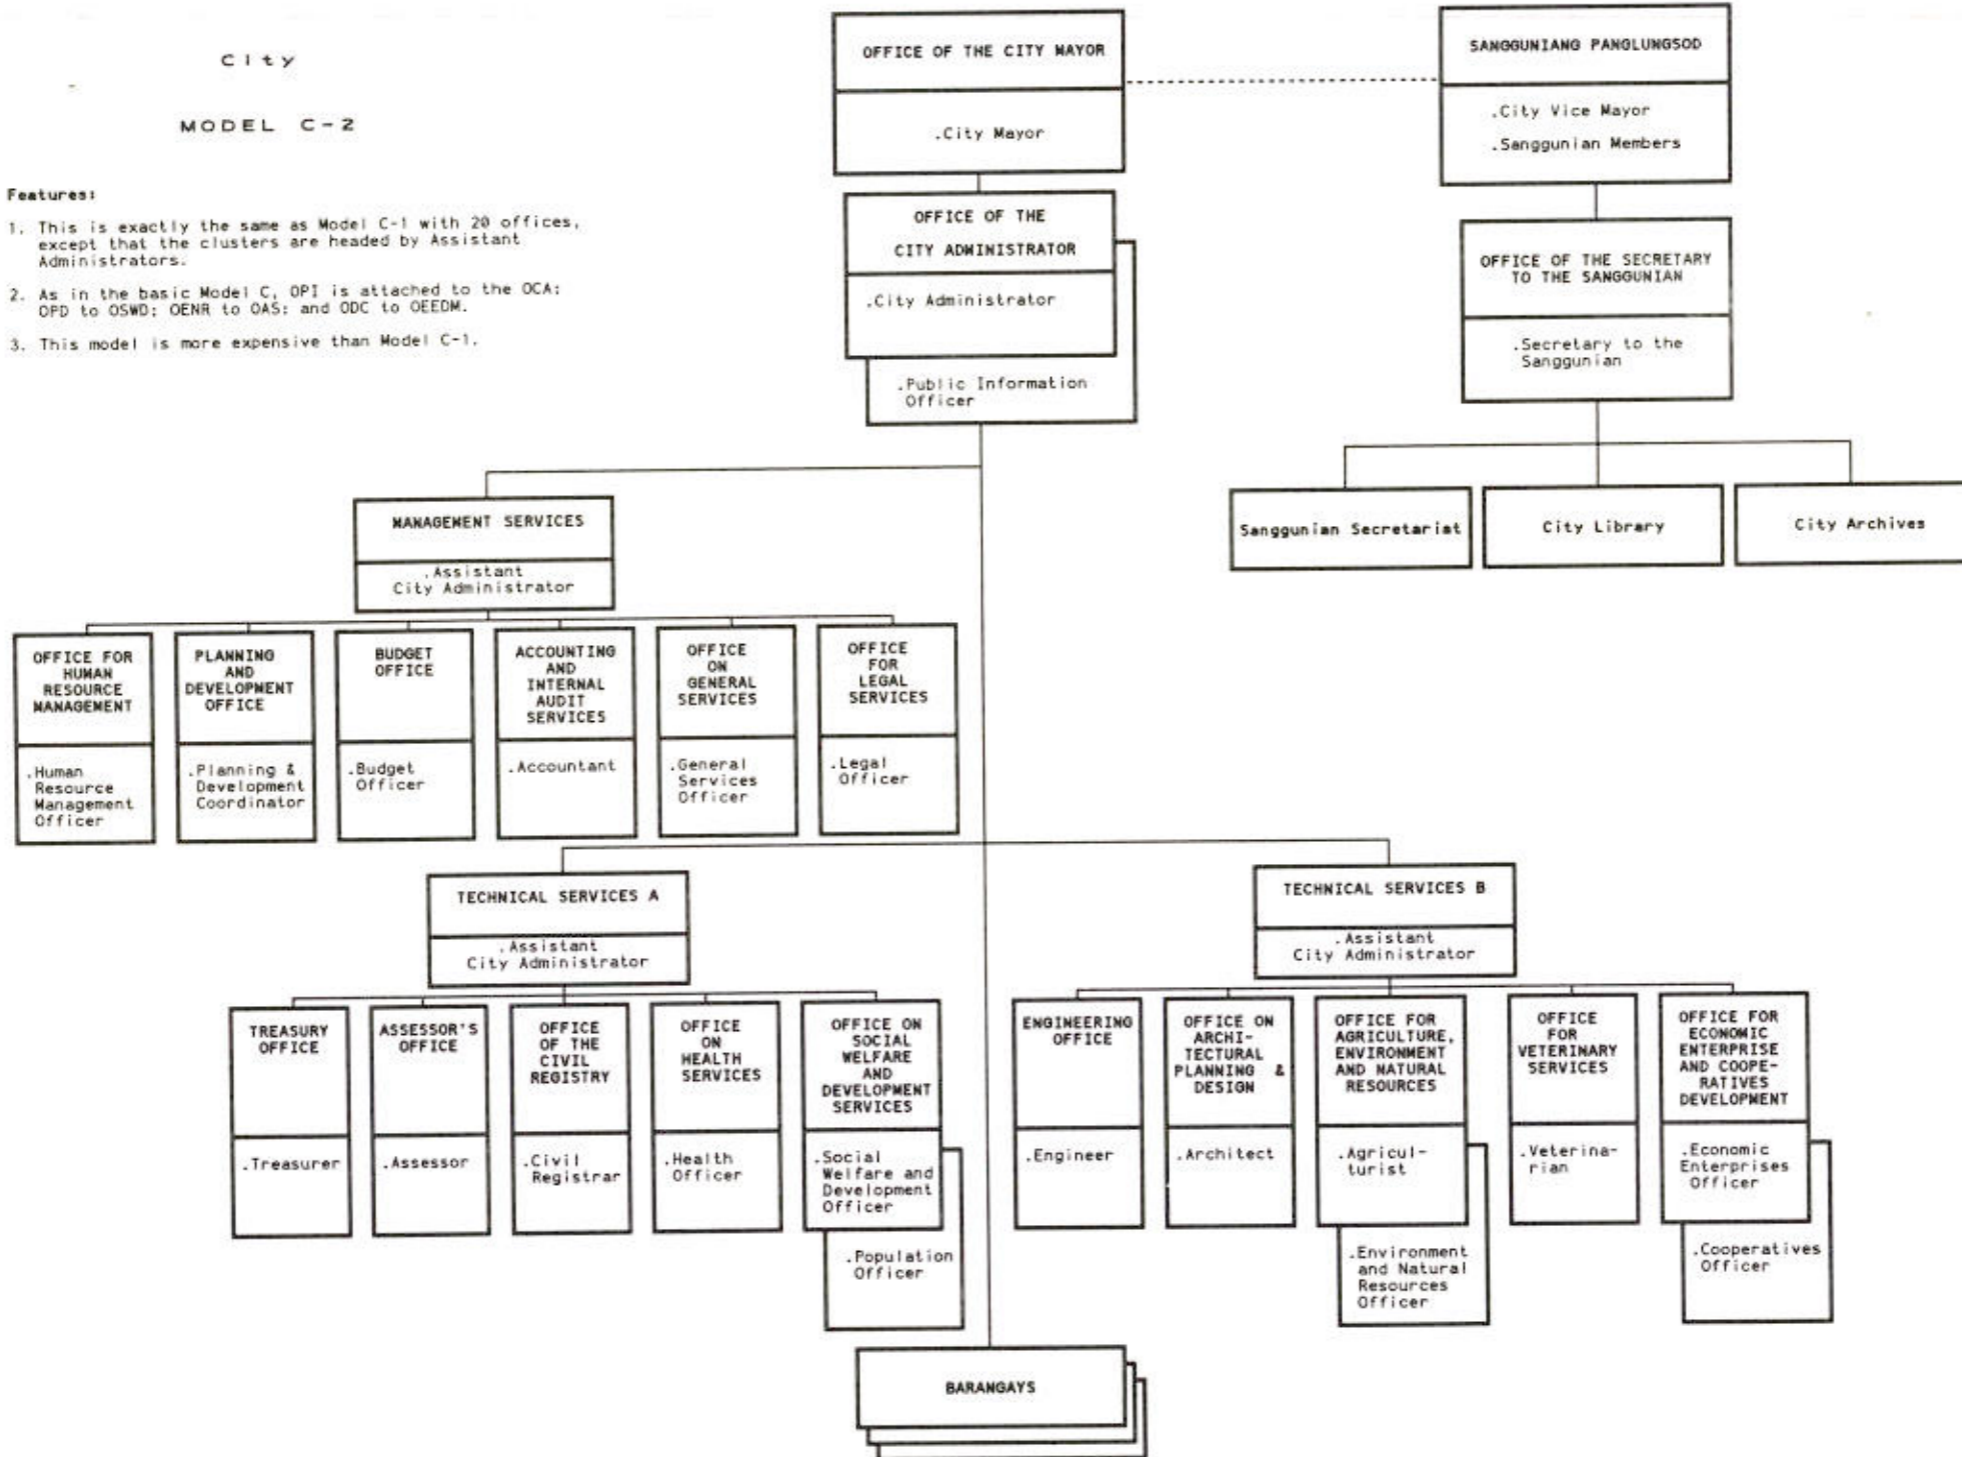 City
MODEL C-2
Features:
1. This is exactly the same as Model C-1 with 20 offices,
except that the clusters are headed by Assistant
Administrators.
2. As in the basic Model C, OPI is attached to the OCA;
OPD to OSWD; OENR to OAS; and ODC to OEEDM.
3. This model is more expensive than Model C-1.
OFFICE OF THE CITY MAYOR
.City Mayor
SANGGUNIANG PANGLUNGSOD
.City Vice Mayor
.Sanggunian Members
OFFICE OF THE
CITY ADMINISTRATOR
.City Administrator
.Public Information
Officer
OFFICE OF THE SECRETARY
TO THE SANGGUNIAN
.Secretary to the
Sanggunian
Sanggunian Secretariat
City Library
City Archives
MANAGEMENT SERVICES
.Assistant
City Administrator
OFFICE FOR
HUMAN
RESOURCE
MANAGEMENT
.Human
Resource
Management
Officer
PLANNING
AND
DEVELOPMENT
OFFICE
.Planning &
Development
Coordinator
BUDGET
OFFICE
.Budget
Officer
ACCOUNTING
AND
INTERNAL
AUDIT
SERVICES
.Accountant
OFFICE
ON
GENERAL
SERVICES
.General
Services
Officer
OFFICE
FOR
LEGAL
SERVICES
.Legal
Officer
TECHNICAL SERVICES A
.Assistant
City Administrator
TREASURY
OFFICE
.Treasurer
ASSESSOR'S
OFFICE
.Assessor
OFFICE
OF THE
CIVIL
REGISTRY
.Civil
Registrar
OFFICE
ON
HEALTH
SERVICES
.Health
Officer
OFFICE ON
SOCIAL
WELFARE
AND
DEVELOPMENT
SERVICES
.Social
Welfare and
Development
Officer
.Population
Officer
TECHNICAL SERVICES B
.Assistant
City Administrator
ENGINEERING
OFFICE
.Engineer
OFFICE ON
ARCHI-
TECTURAL
PLANNING &
DESIGN
.Architect
OFFICE FOR
AGRICULTURE,
ENVIRONMENT
AND NATURAL
RESOURCES
.Agricul-
turist
.Environment
and Natural
Resources
Officer
OFFICE
FOR
VETERINARY
SERVICES
.Veterina-
rian
OFFICE FOR
ECONOMIC
ENTERPRISE
AND COOPE-
RATIVES
DEVELOPMENT
.Economic
Enterprises
Officer
.Cooperatives
Officer
BARANGAYS